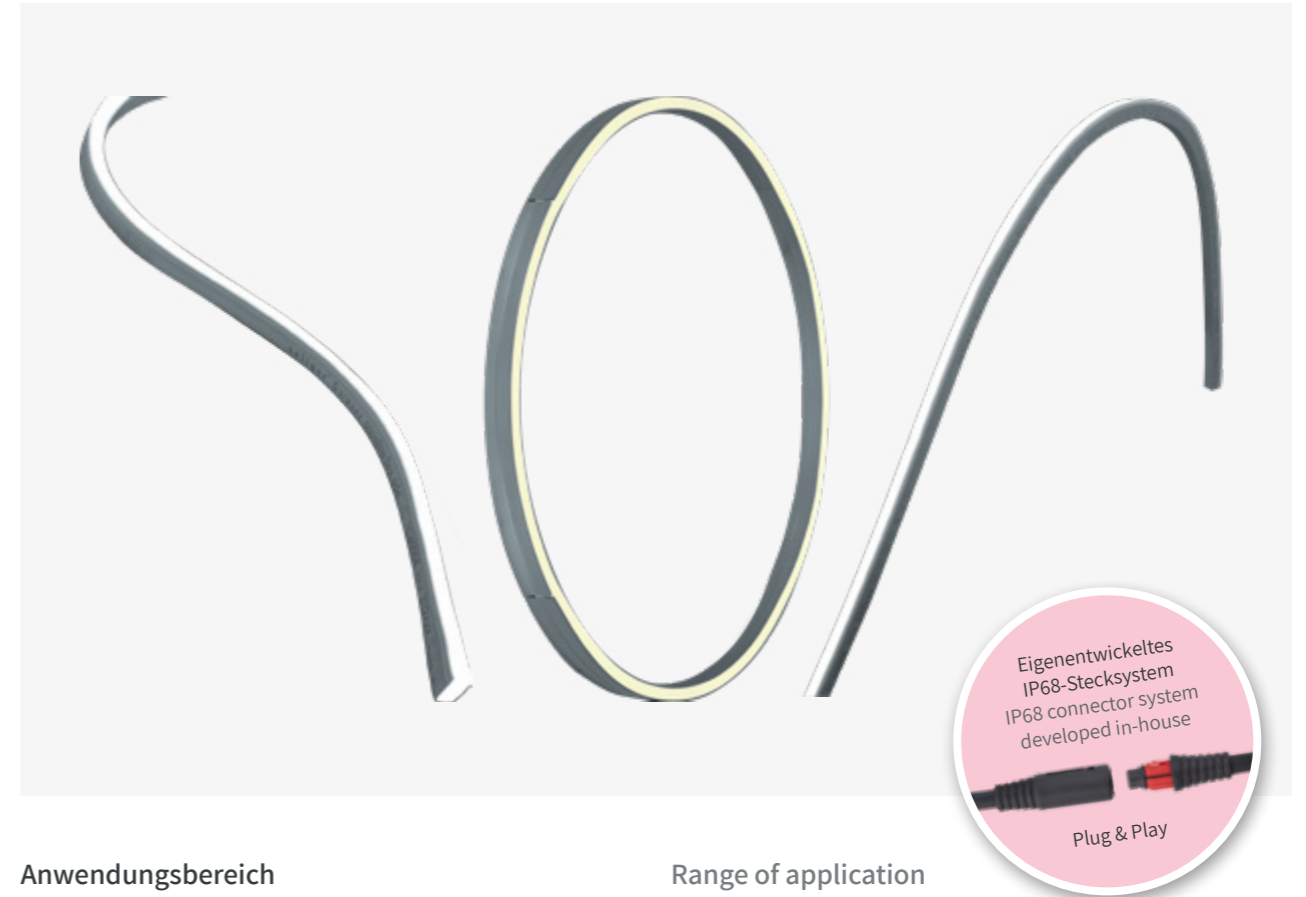 Eigenentwickeltes
IP68-Stecksystem
IP68 connector system
developed in-house
Plug & Play
Anwendungsbereich
Range of application